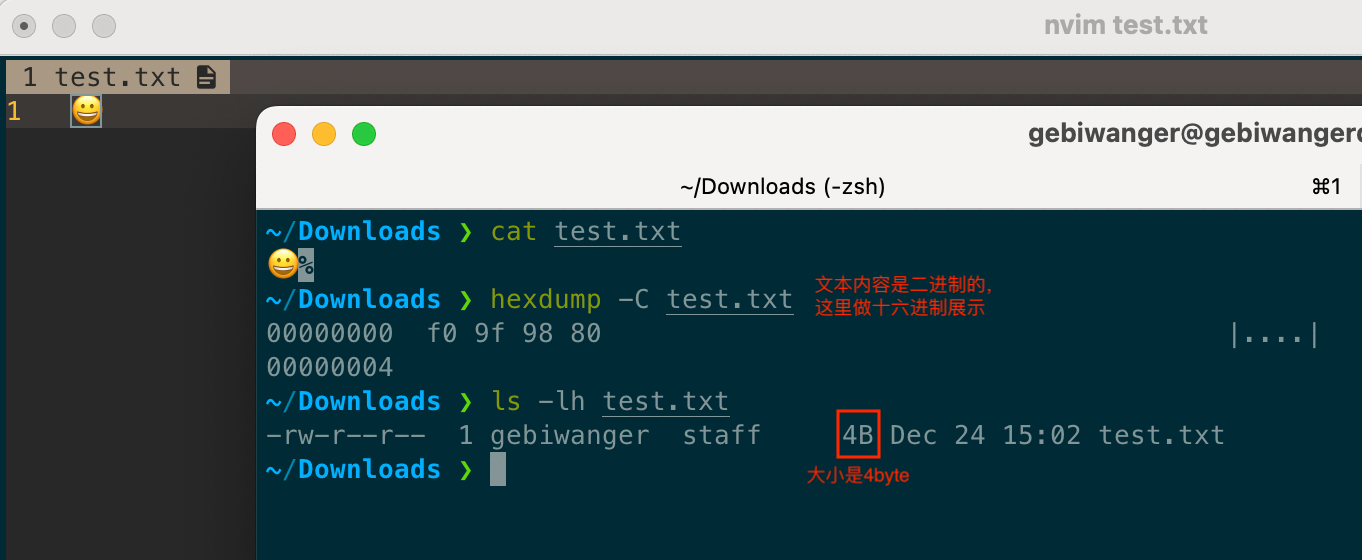 nvim test.txt
1 test.txt
1 😀
gebiwanger@gebiwanger
~/Downloads (-zsh)
⌘1
~/Downloads ❯ cat test.txt
😀%
~/Downloads ❯ hexdump -C test.txt
文本内容是二进制的,
这里做十六进制展示
00000000  f0 9f 98 80 |....|
00000004
~/Downloads ❯ ls -lh test.txt
-rw-r--r--  1 gebiwanger  staff     4B Dec 24 15:02 test.txt
大小是4byte
~/Downloads ❯